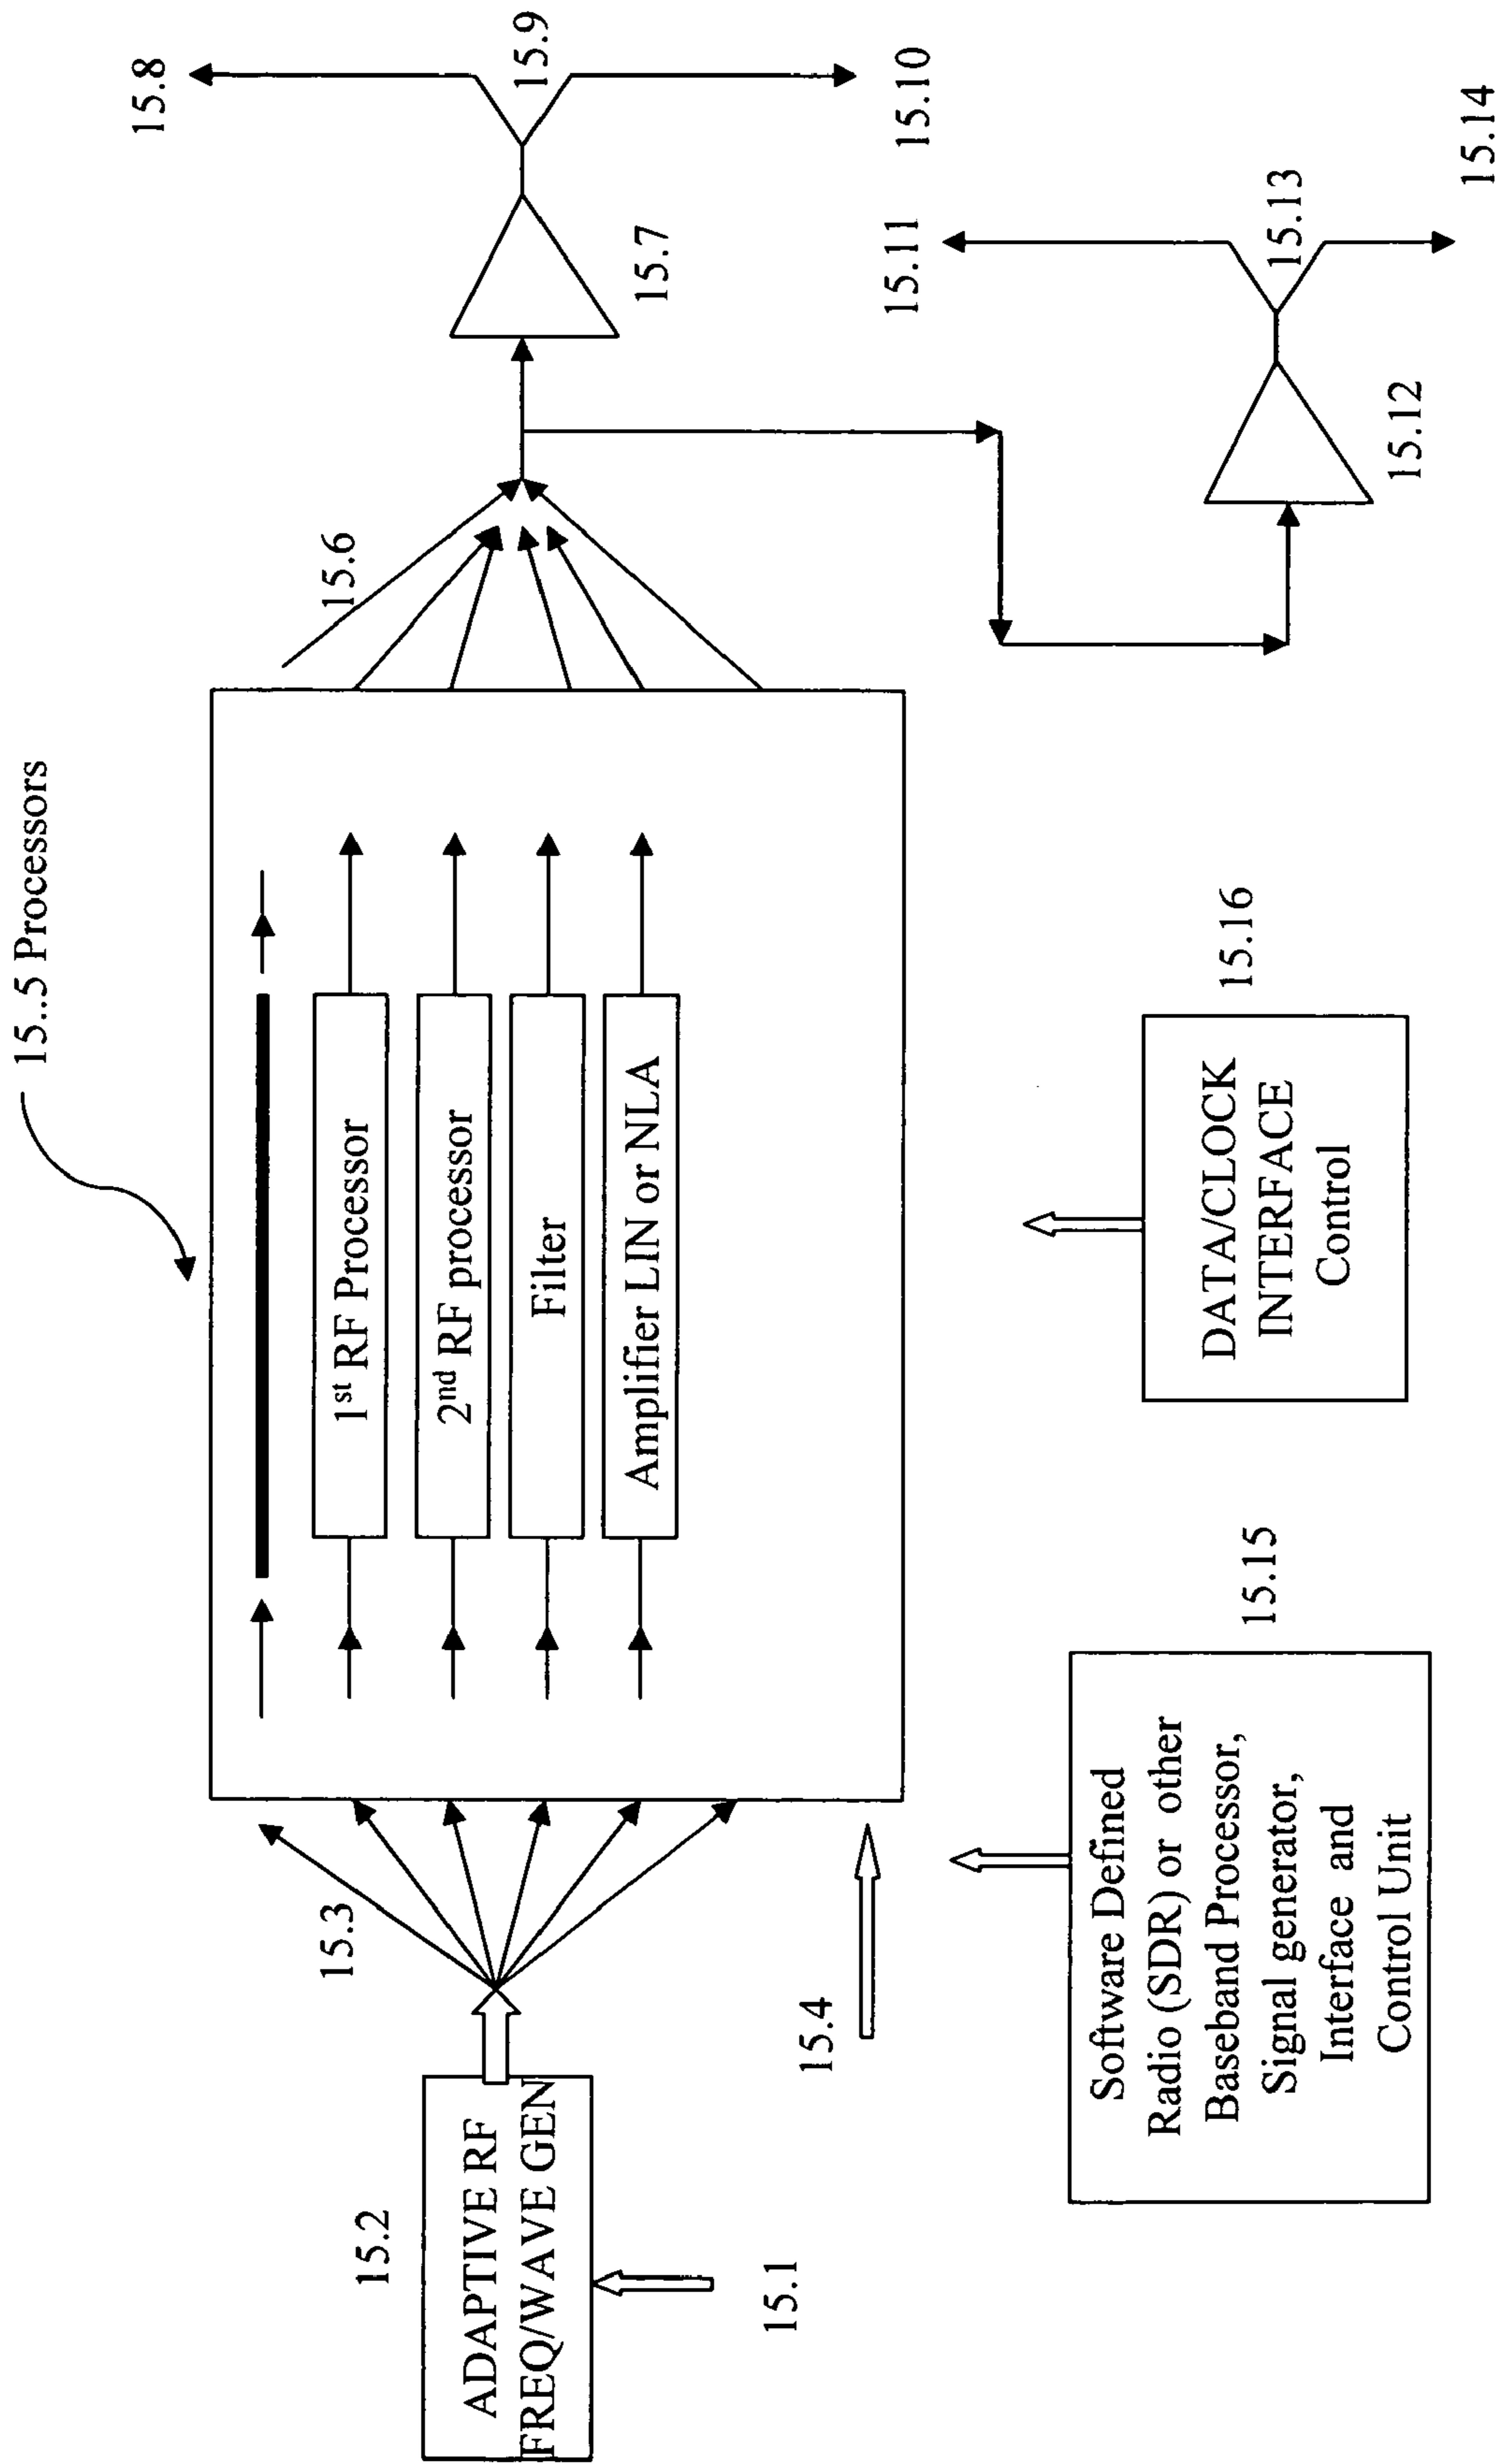 15..5 Processors
15.8
15.9
15.10
15.7
15.6
15.11
15.13
15.14
15.12
1st RF Processor
2nd RF processor
Filter
Amplifier LIN or NLA
15.3
15.2
ADAPTIVE RF
FREQ/WAVE GEN
15.1
15.4
15.15
Software Defined
Radio (SDR) or other
Baseband Processor,
Signal generator,
Interface and
Control Unit
15.16
DATA/CLOCK
INTERFACE
Control